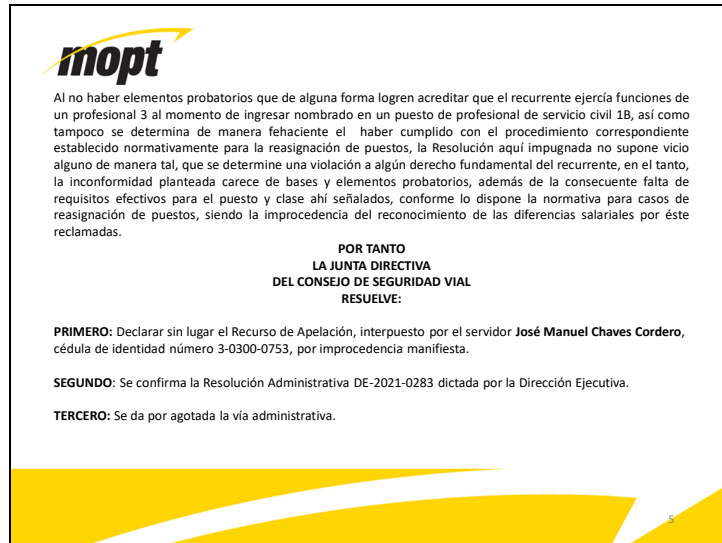 mopt
Al no haber elementos probatorios que de alguna forma logren acreditar que el recurrente ejercía funciones de
un profesional 3 al momento de ingresar nombrado en un puesto de profesional de servicio civil 1B, así como
tampoco se determina de manera fehaciente el haber cumplido con el procedimiento correspondiente
establecido normativamente para la reasignación de puestos, la Resolución aquí impugnada no supone vicio
alguno de manera tal, que se determine una violación a algún derecho fundamental del recurrente, en el tanto,
la inconformidad planteada carece de bases y elementos probatorios, además de la consecuente falta de
requisitos efectivos para el puesto y clase ahí señalados, conforme lo dispone la normativa para casos de
reasignación de puestos, siendo la improcedencia del reconocimiento de las diferencias salariales por éste
reclamadas.
POR TANTO
LA JUNTA DIRECTIVA
DEL CONSEJO DE SEGURIDAD VIAL
RESUELVE:
PRIMERO: Declarar sin lugar el Recurso de Apelación, interpuesto por el servidor José Manuel Chaves Cordero,
cédula de identidad número 3-0300-0753, por improcedencia manifiesta.
SEGUNDO: Se confirma la Resolución Administrativa DE-2021-0283 dictada por la Dirección Ejecutiva.
TERCERO: Se da por agotada la vía administrativa.
5